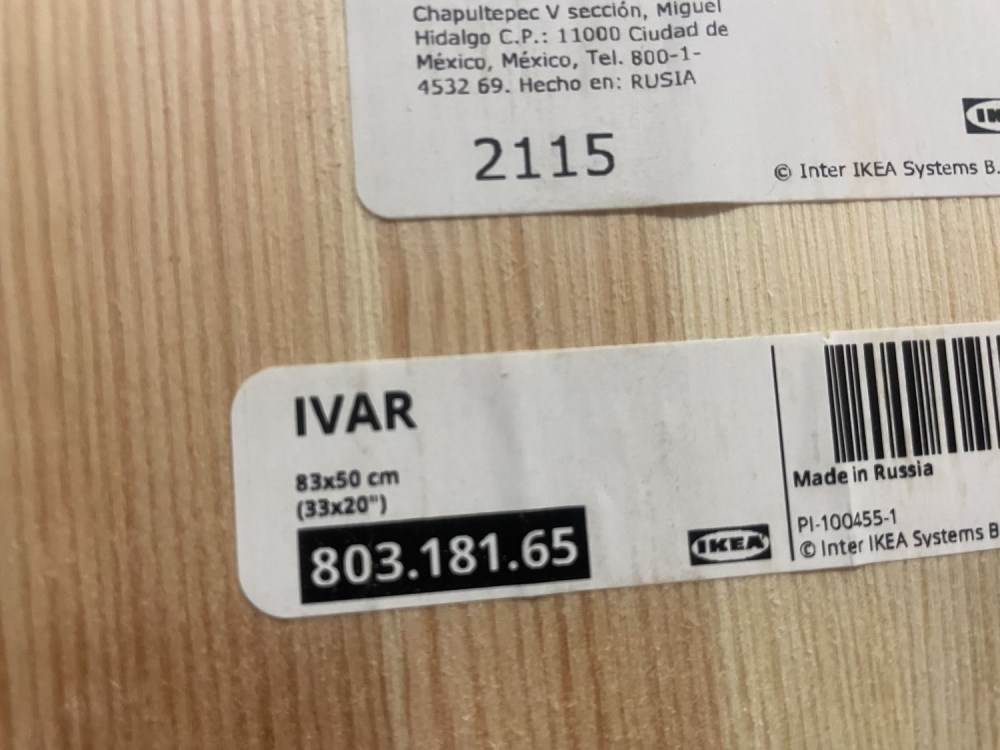 Chapultepec V sección, Miguel
Hidalgo C.P.: 11000 Ciudad de
México, México, Tel. 800-1-
4532 69. Hecho en: RUSIA
2115
© Inter IKEA Systems B.
IVAR
83x50 cm
(33x20")
803.181.65
IKEA
Made in Russia
PI-100455-1
© Inter IKEA Systems B